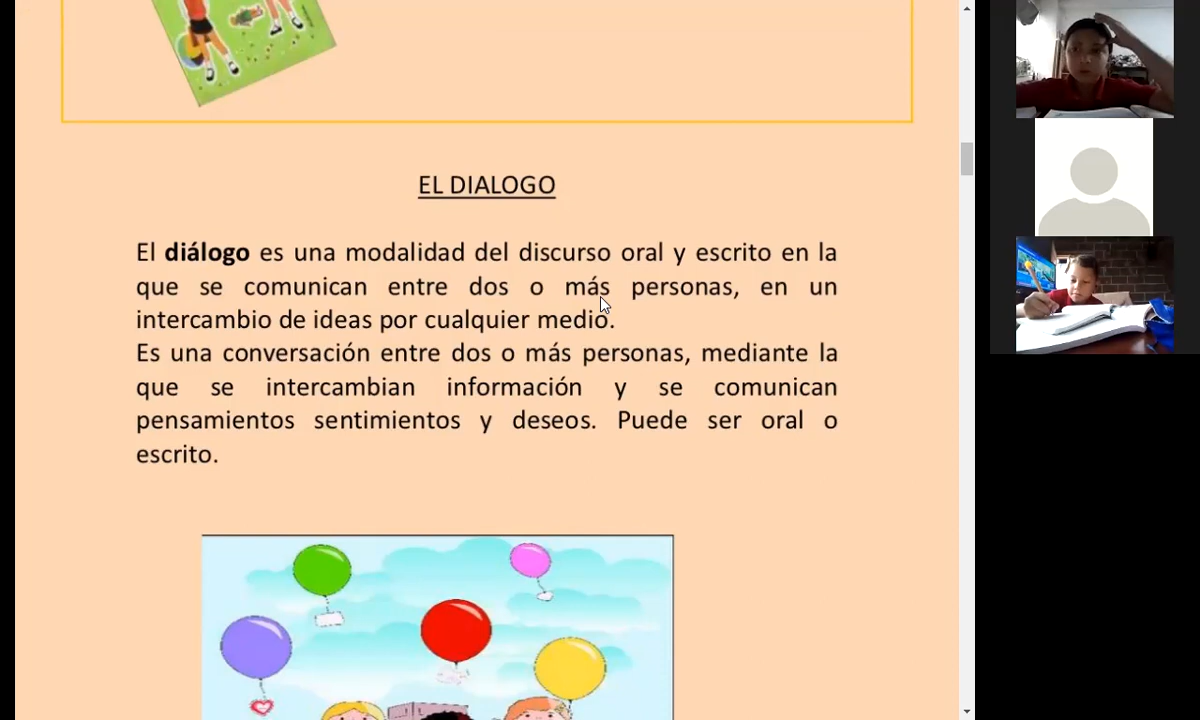 EL DIALOGO
El diálogo es una modalidad del discurso oral y escrito en la
que se comunican entre dos o más personas, en un
intercambio de ideas por cualquier medio.
Es una conversación entre dos o más personas, mediante la
que se intercambian información y se comunican
pensamientos sentimientos y deseos. Puede ser oral o
escrito.